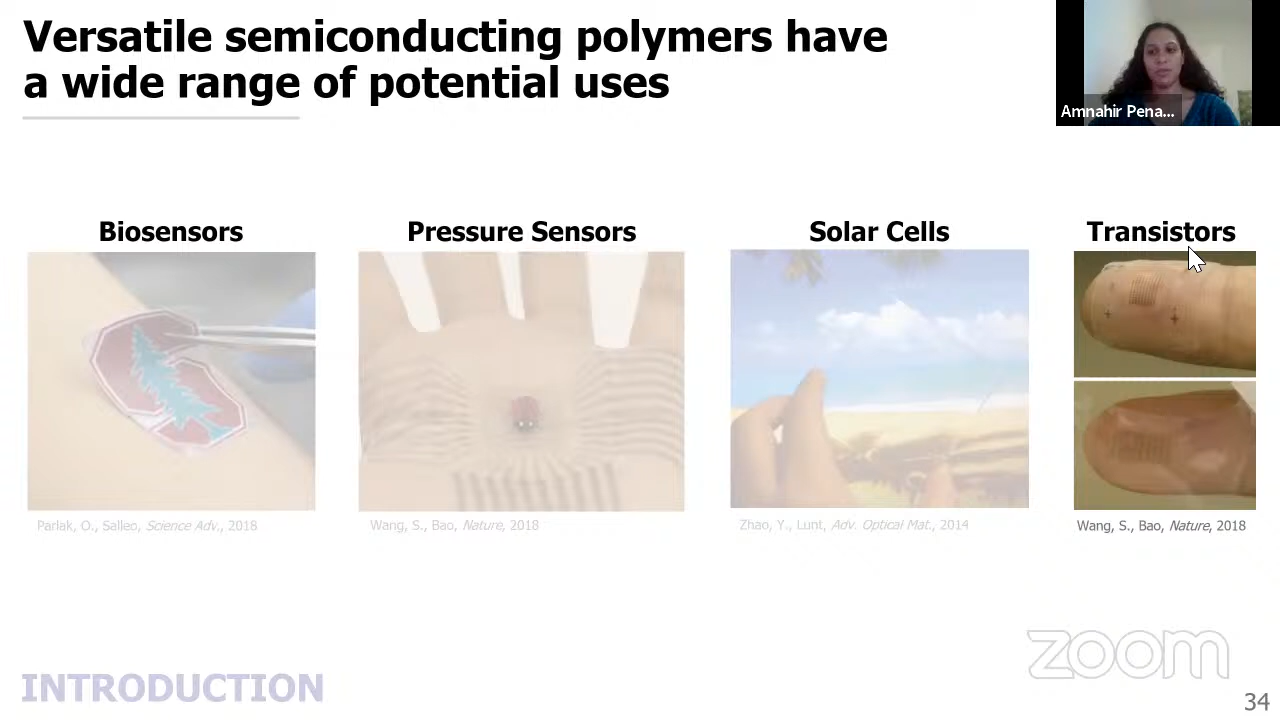 Versatile semiconducting polymers have
a wide range of potential uses
Amnahir Pena...
Biosensors
Pressure Sensors
Solar Cells
Transistors
Parlak, O., Salleo, Science Adv., 2018
Wang, S., Bao, Nature, 2018
Zhao, Y., Lunt, Adv. Optical Mat., 2014
Wang, S., Bao, Nature, 2018
zoom
INTRODUCTION
34